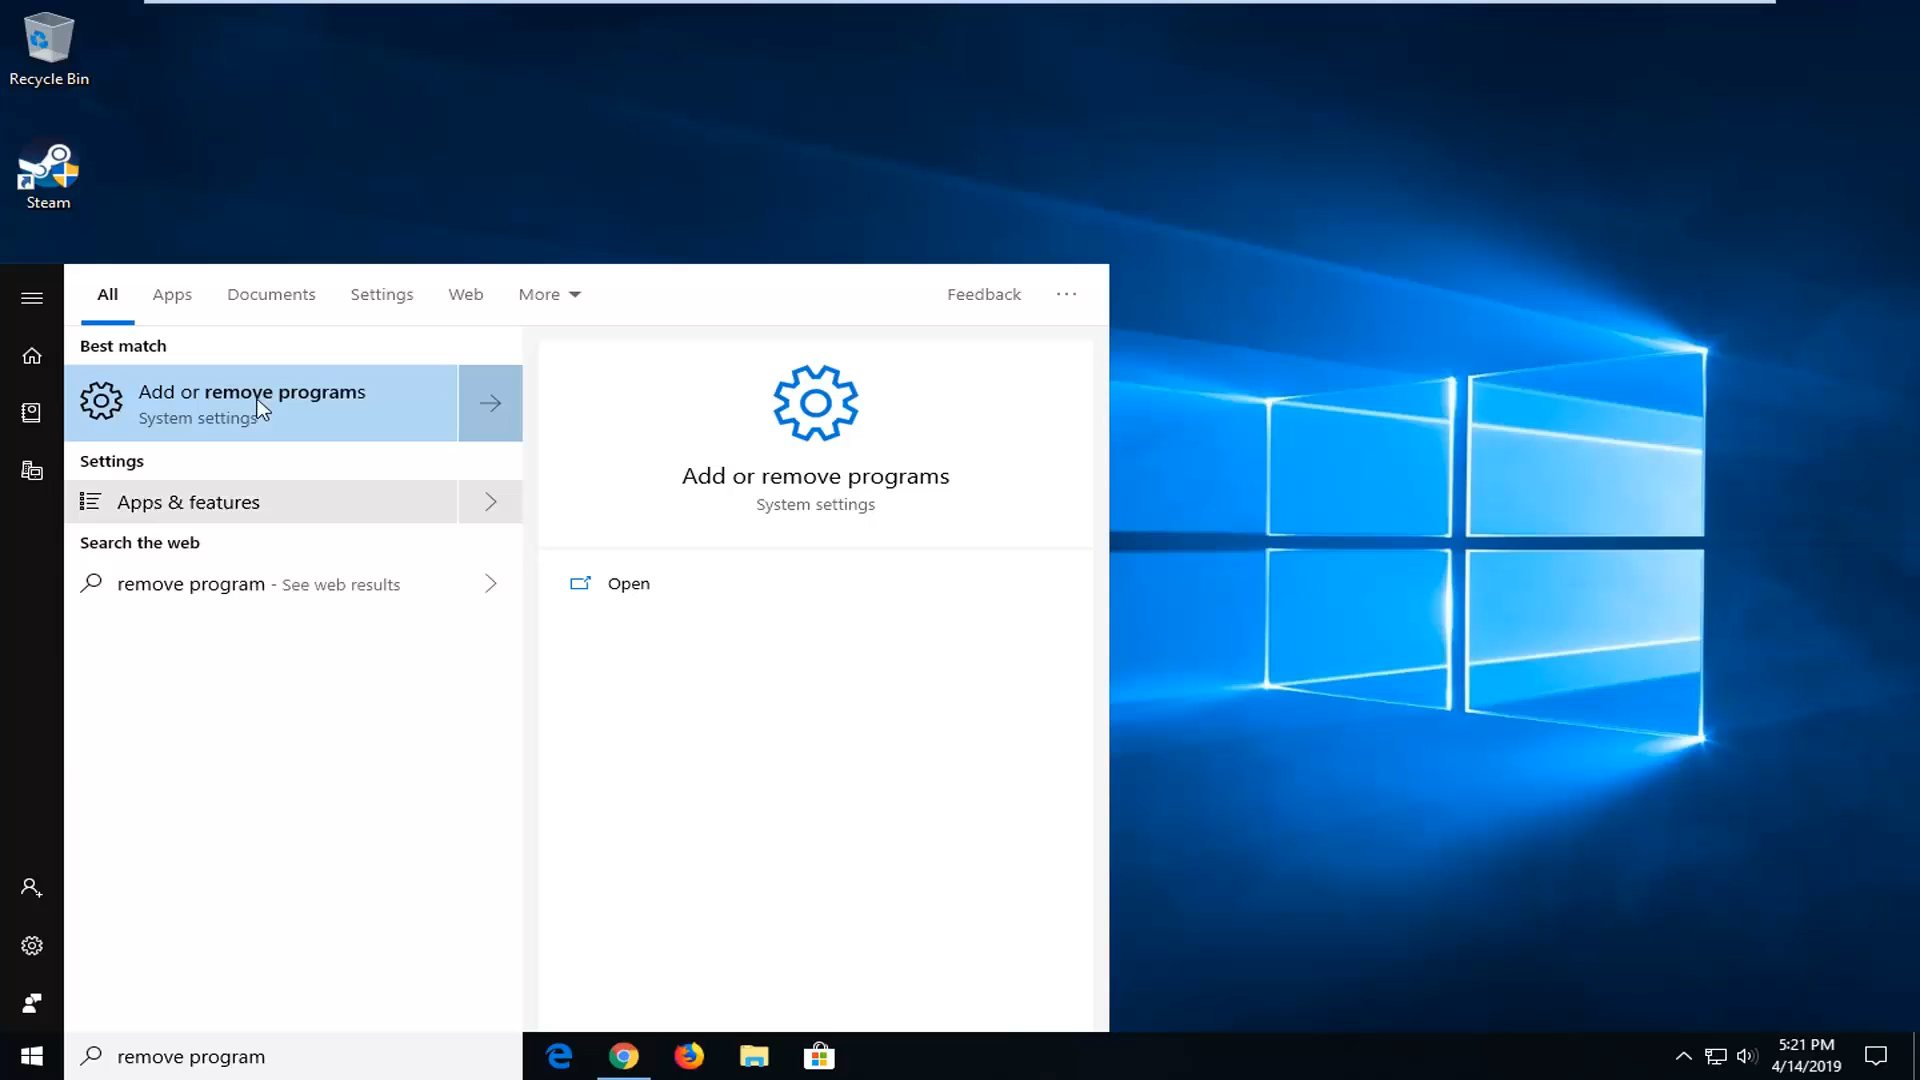 Recycle Bin
Steam
All Apps Documents Settings Web More Feedback ...
Best match
Add or remove programs
System settings
Settings
Apps & features
Search the web
remove program - See web results
Add or remove programs
System settings
Open
remove program
5:21 PM
4/14/2019